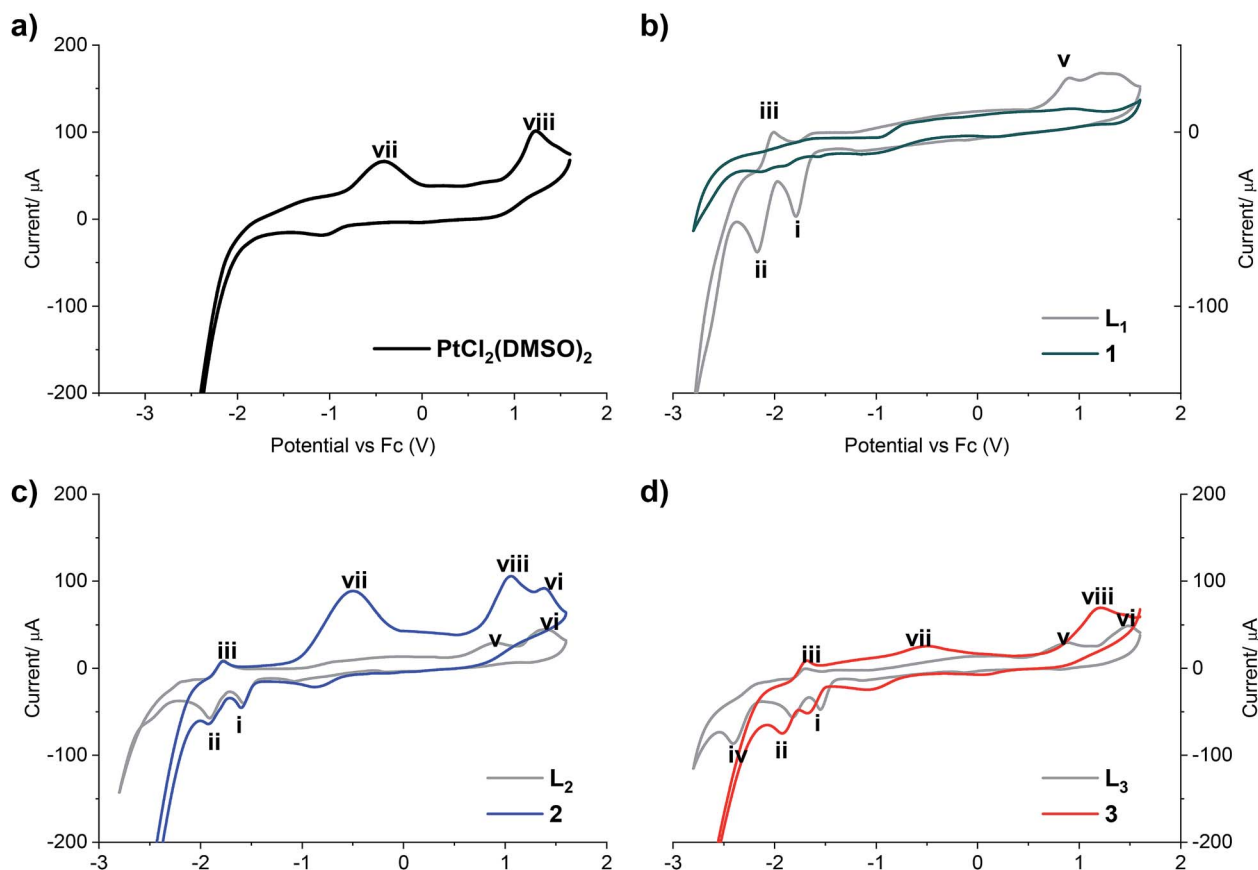 a)
200
100
0
-100
-200
Current/ μA
vii
viii
PtCl₂(DMSO)₂
-3 -2 -1 0 1 2
Potential vs Fc (V)
b)
v
iii
i
ii
0
-100
Current/ μA
L₁
1
-3 -2 -1 0 1 2
Potential vs Fc (V)
c)
200
100
0
-100
-200
Current/ μA
vii
viii
vi
iii
v
vi
ii
i
L₂
2
-3 -2 -1 0 1 2
d)
200
100
0
-100
-200
Current/ μA
viii
vi
iii
vii
v
i
iv
ii
L₃
3
-3 -2 -1 0 1 2